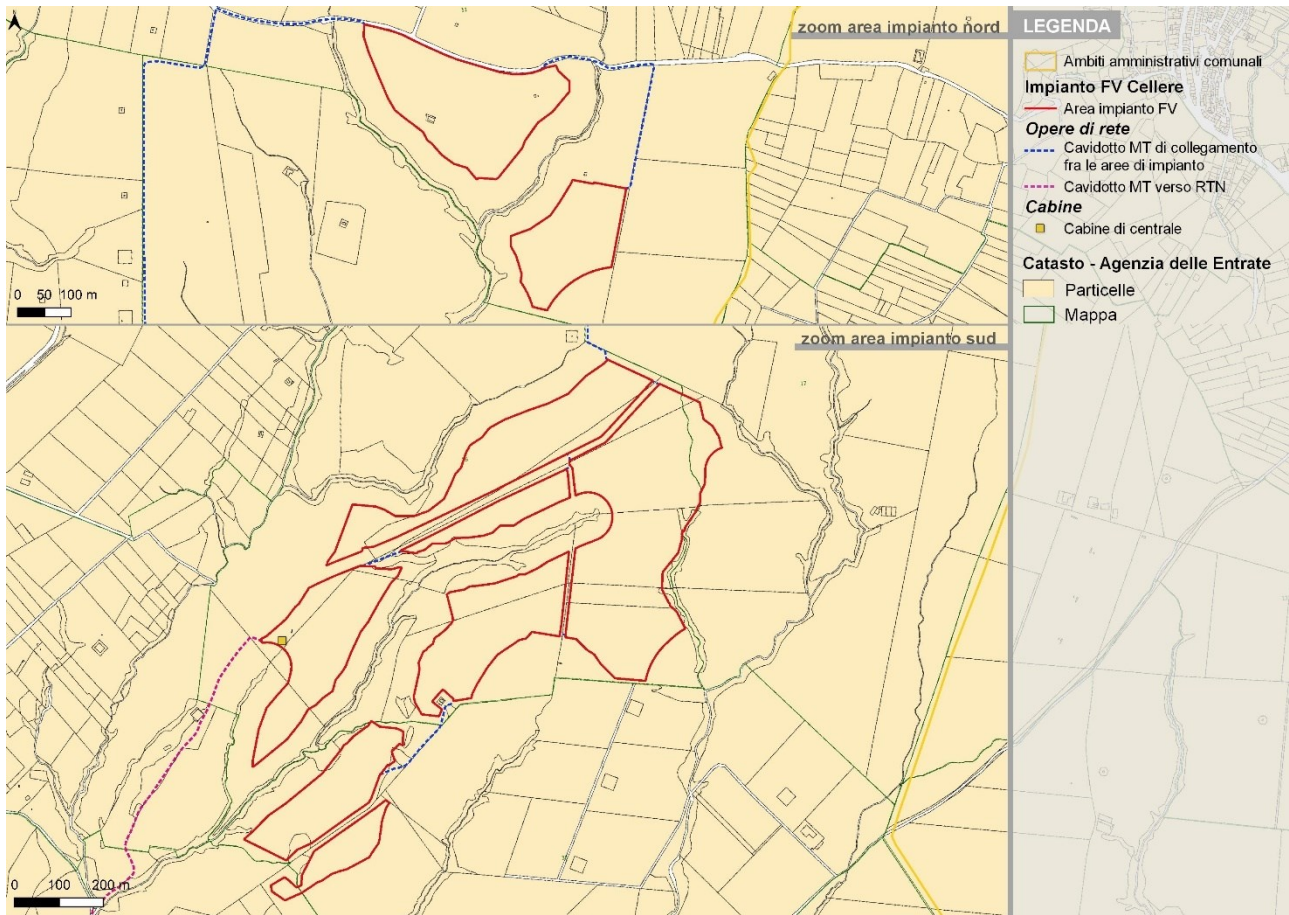 zoom area impianto nord
0 50 100 m
zoom area impianto sud
0 100 200 m
LEGENDA
Ambiti amministrativi comunali
Impianto FV Cellere
Area impianto FV
Opere di rete
Cavidotto MT di collegamento
fra le aree di impianto
Cavidotto MT verso RTN
Cabine
Cabine di centrale
Catasto - Agenzia delle Entrate
Particelle
Mappa